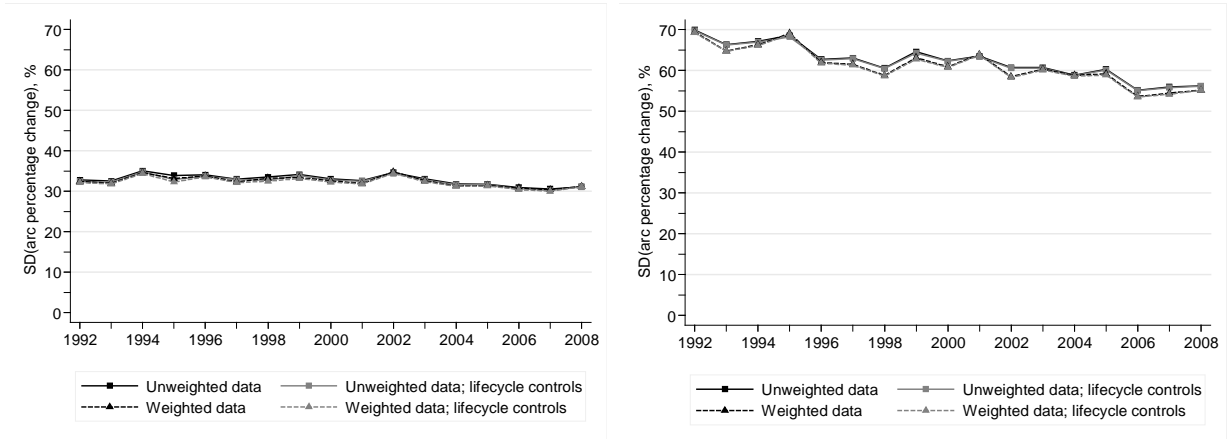 70
60
50
40
30
20
10
0
SD(arc percentage change), %
1992 1994 1996 1998 2000 2002 2004 2006 2008
Unweighted data Unweighted data; lifecycle controls
Weighted data Weighted data; lifecycle controls
70
60
50
40
30
20
10
0
SD(arc percentage change), %
1992 1994 1996 1998 2000 2002 2004 2006 2008
Unweighted data Unweighted data; lifecycle controls
Weighted data Weighted data; lifecycle controls